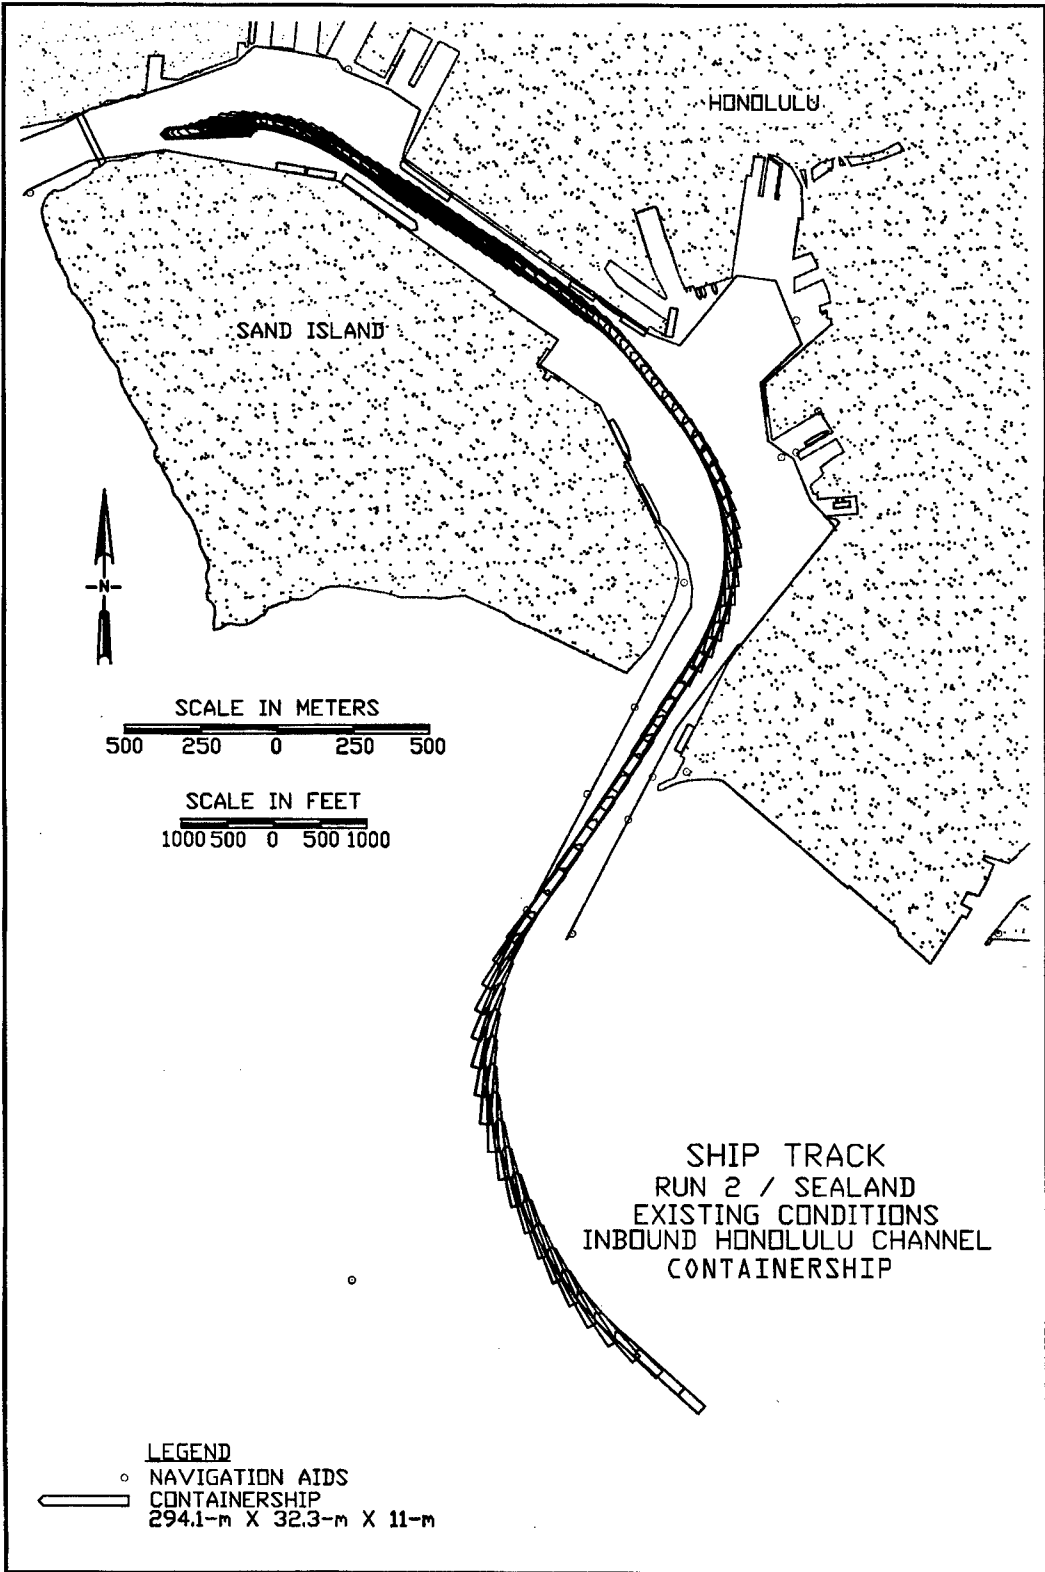 HONOLULU
SAND ISLAND
N
SCALE IN METERS
500 250 0 250 500
SCALE IN FEET
1000 500 0 500 1000
SHIP TRACK
RUN 2 / SEALAND
EXISTING CONDITIONS
INBOUND HONOLULU CHANNEL
CONTAINERSHIP
LEGEND
NAVIGATION AIDS
CONTAINERSHIP
294.1-m X 32.3-m X 11-m